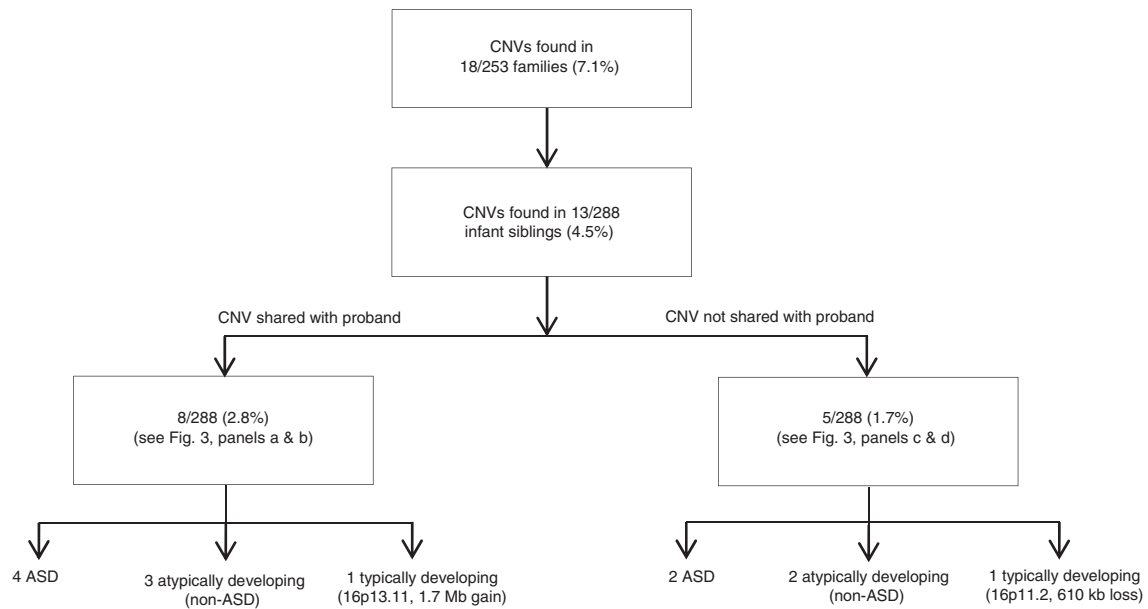 CNVs found in
18/253 families (7.1%)
CNVs found in 13/288
infant siblings (4.5%)
CNV shared with proband
CNV not shared with proband
8/288 (2.8%)
(see Fig. 3, panels a & b)
5/288 (1.7%)
(see Fig. 3, panels c & d)
4 ASD
3 atypically developing
(non-ASD)
1 typically developing
(16p13.11, 1.7 Mb gain)
2 ASD
2 atypically developing
(non-ASD)
1 typically developing
(16p11.2, 610 kb loss)